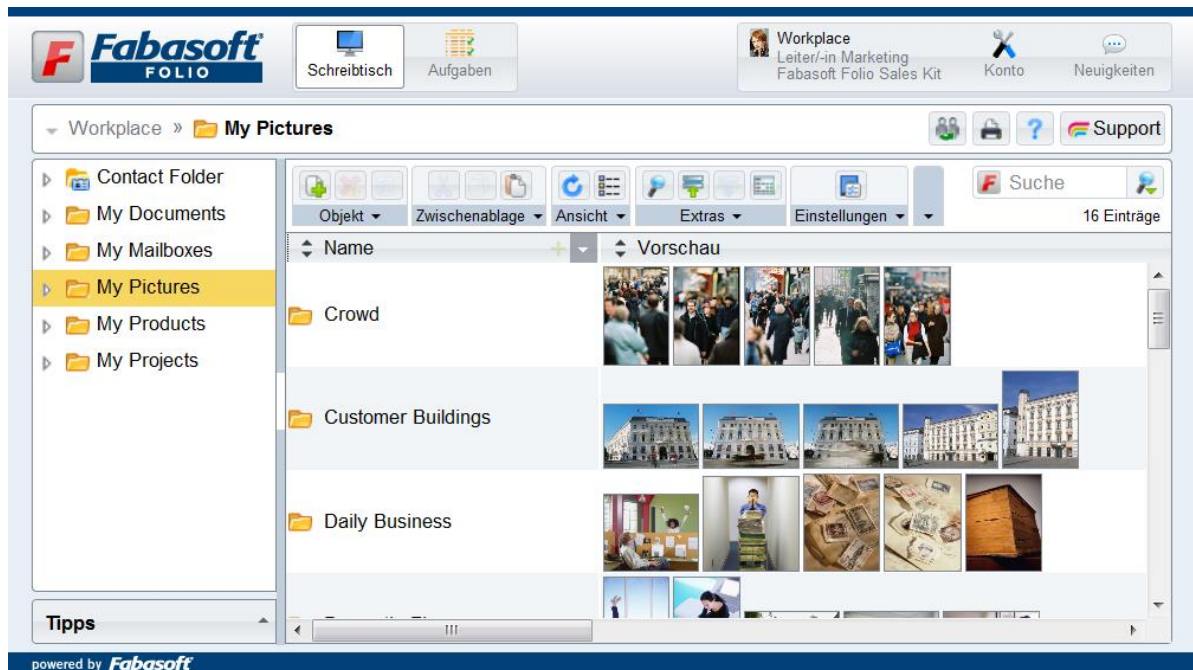 Fabasoft
FOLIO
Schreibtisch
Aufgaben
Workplace
Leiter/-in Marketing
Fabasoft Folio Sales Kit
Konto
Neuigkeiten
Workplace » My Pictures
Support
Contact Folder
My Documents
My Mailboxes
My Pictures
My Products
My Projects
Tipps
Objekt
Zwischenablage
Ansicht
Extras
Einstellungen
Suche
16 Einträge
Name
Vorschau
Crowd
Customer Buildings
Daily Business
powered by Fabasoft